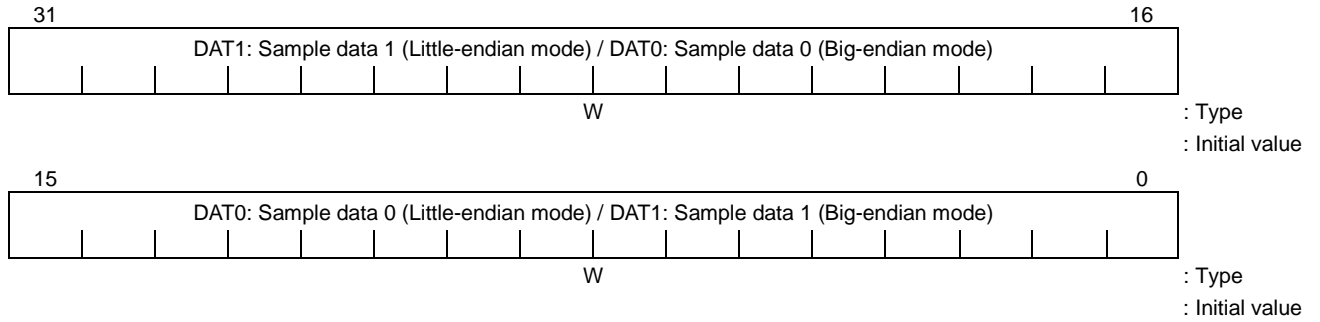 31 16
DAT1: Sample data 1 (Little-endian mode) / DAT0: Sample data 0 (Big-endian mode)
W : Type
: Initial value
15 0
DAT0: Sample data 0 (Little-endian mode) / DAT1: Sample data 1 (Big-endian mode)
W : Type
: Initial value